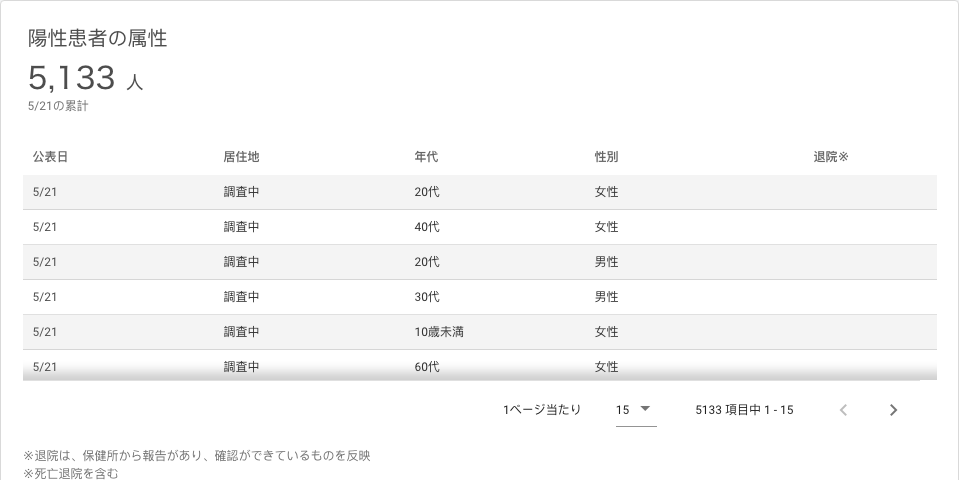 陽性患者の属性
5,133 人
5/21の累計
公表日 居住地 年代 性別 退院※
5/21 調査中 20代 女性
5/21 調査中 40代 女性
5/21 調査中 20代 男性
5/21 調査中 30代 男性
5/21 調査中 10歳未満 女性
5/21 調査中 60代 女性
1ページ当たり 15 5133 項目中 1 - 15
※退院は、保健所から報告があり、確認ができているものを反映
※死亡退院を含む